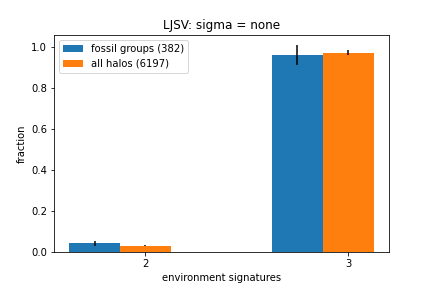 LJSV: sigma = none
fossil groups (382)
all halos (6197)
1.0
0.8
0.6
0.4
0.2
0.0
fraction
2
3
environment signatures